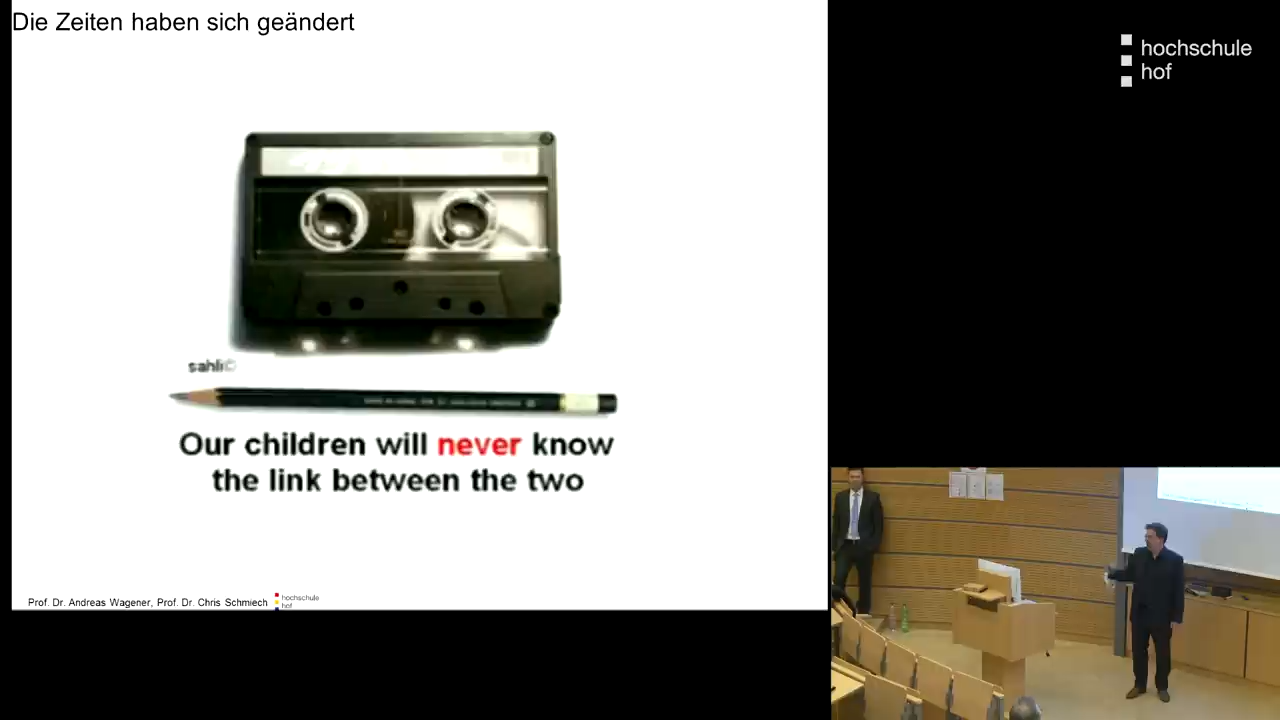 Die Zeiten haben sich geändert
hochschule
hof
sahli©
Our children will never know
the link between the two
Prof. Dr. Andreas Wagener, Prof. Dr. Chris Schmiech
hochschule
hof